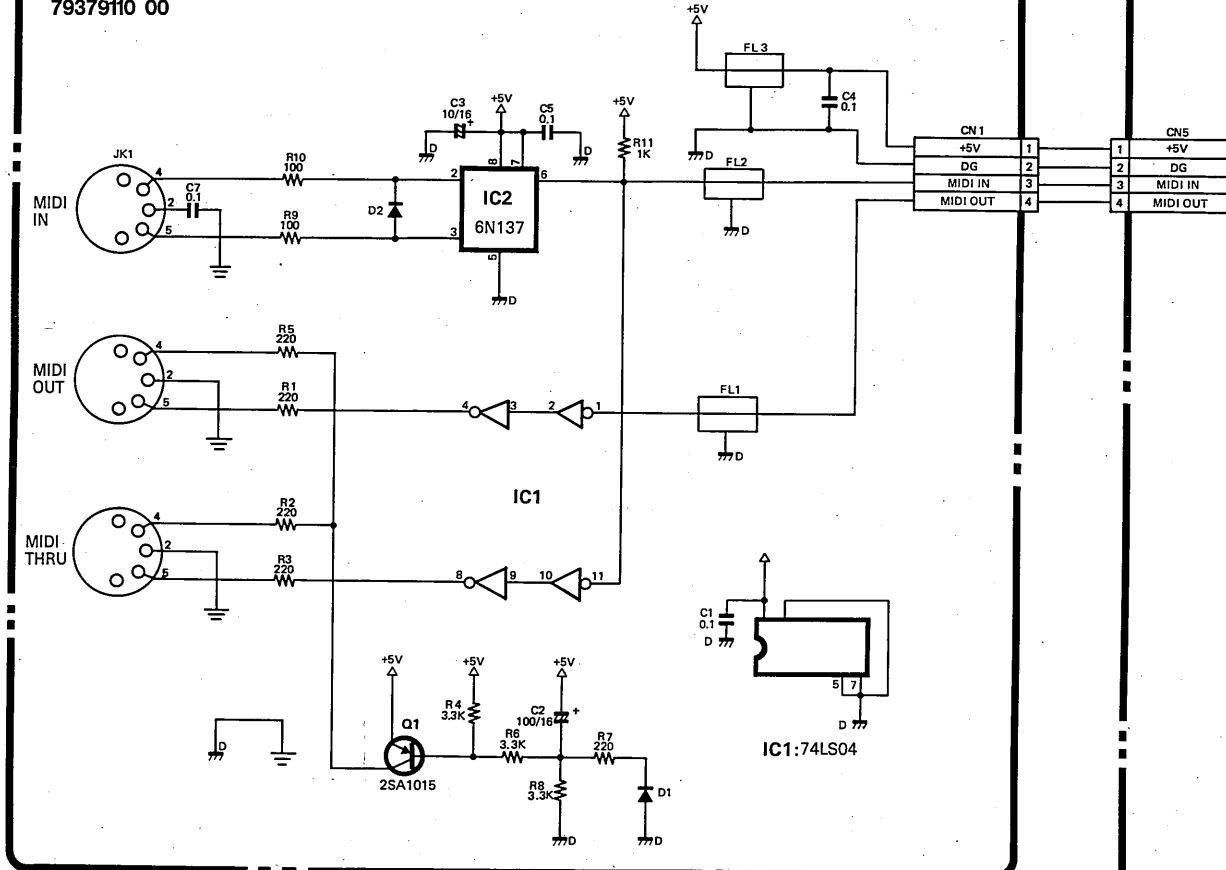 79379110 00
+5V
FL3
C4
0.1
C3
10/16
+
+5V
C5
0.1
+5V
R11
1K
D
D
D
CN1
+5V 1
DG 2
MIDI IN 3
MIDI OUT 4
CN5
1 +5V
2 DG
3 MIDI IN
4 MIDI OUT
JK1
MIDI
IN
4
2
5
C7
0.1
R10
100
R9
100
D2
8
7
2
3
6
5
IC2
6N137
D
FL2
D
MIDI
OUT
4
2
5
R5
220
R1
220
4
3
2
1
FL1
D
IC1
MIDI
THRU
4
2
5
R2
220
R3
220
8
9
10
11
C1
0.1
D
5
7
D
IC1:74LS04
+5V
Q1
2SA1015
+5V
R4
3.3K
+5V
C2
100/16
+
R6
3.3K
R7
220
R8
3.3K
D1
D
D
D